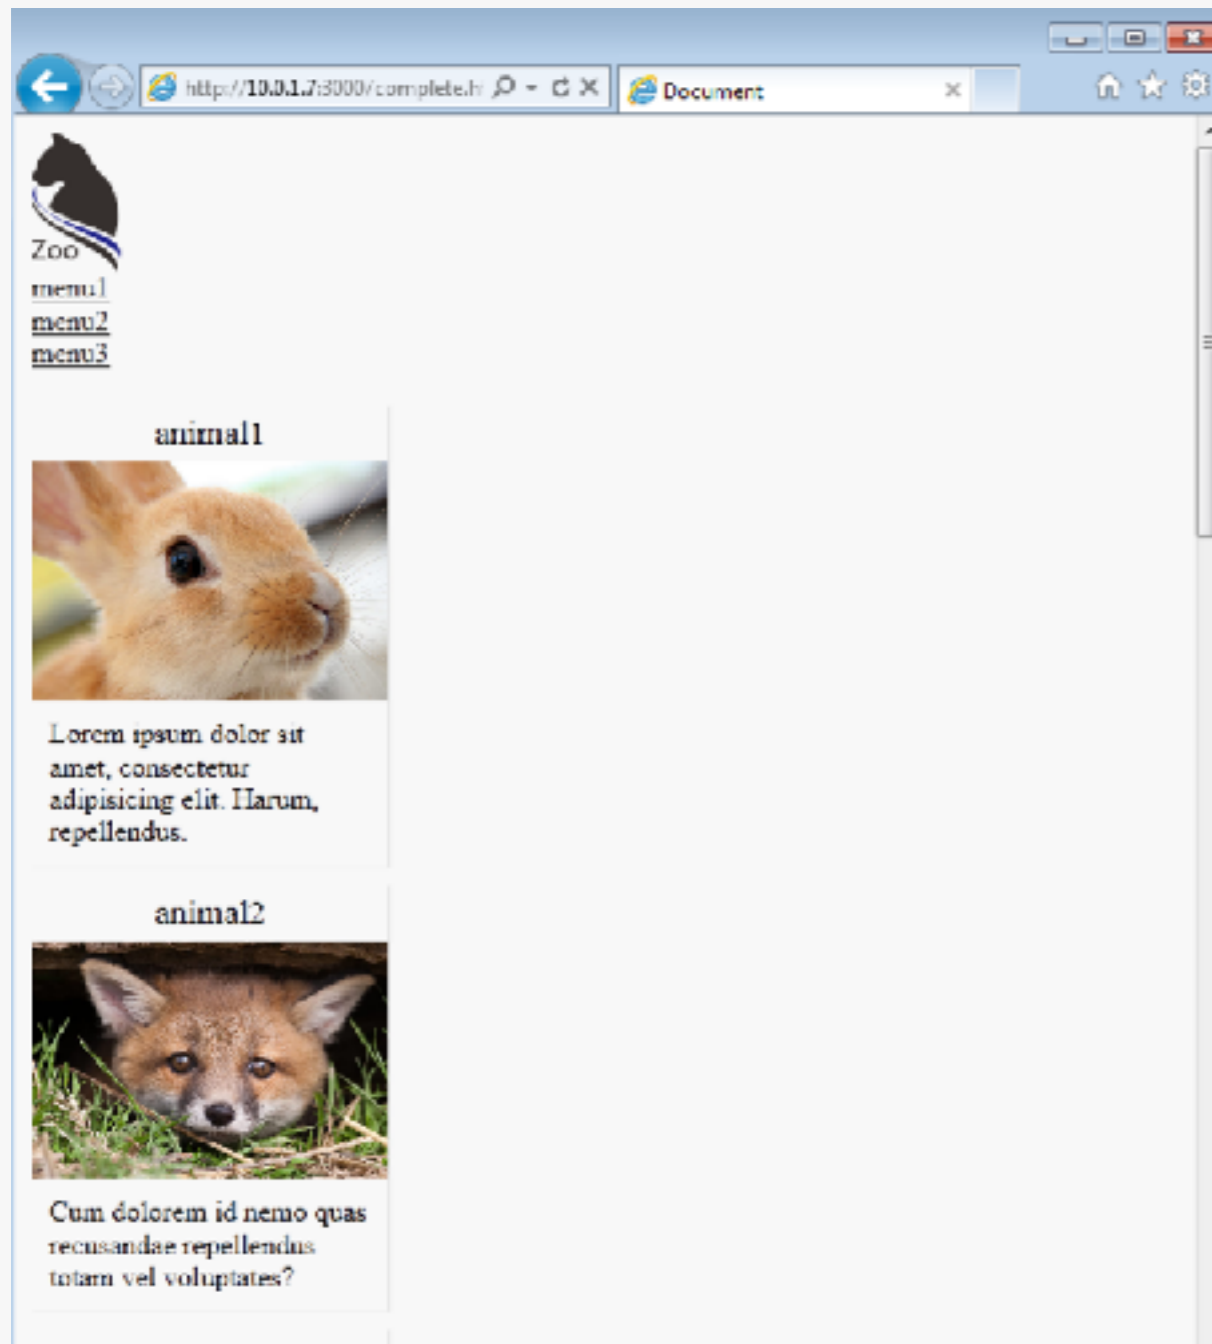 http://10.0.1.7:3000/complete.h
Document
Zoo
menu1
menu2
menu3
animal1
Lorem ipsum dolor sit
amet, consectetur
adipisicing elit. Harum,
repellendus.
animal2
Cum dolorem id nemo quas
recusandae repellendus
totam vel voluptates?